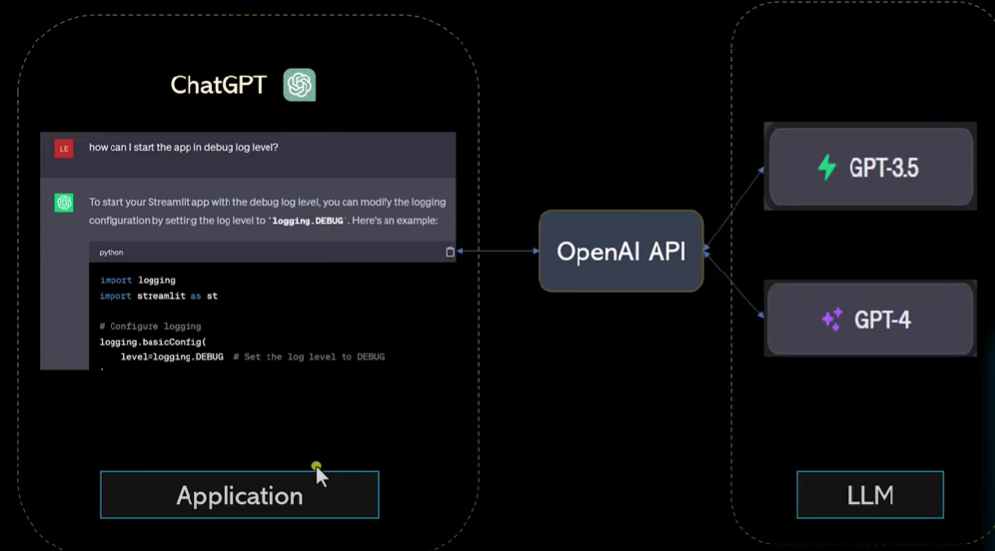 ChatGPT
LE
how can I start the app in debug log level?
To start your Streamlit app with the debug log level, you can modify the logging
configuration by setting the log level to `logging.DEBUG`. Here's an example:
python
import logging
import streamlit as st
# Configure logging
logging.basicConfig(
level=logging.DEBUG # Set the log level to DEBUG
Application
OpenAI API
GPT-3.5
GPT-4
LLM